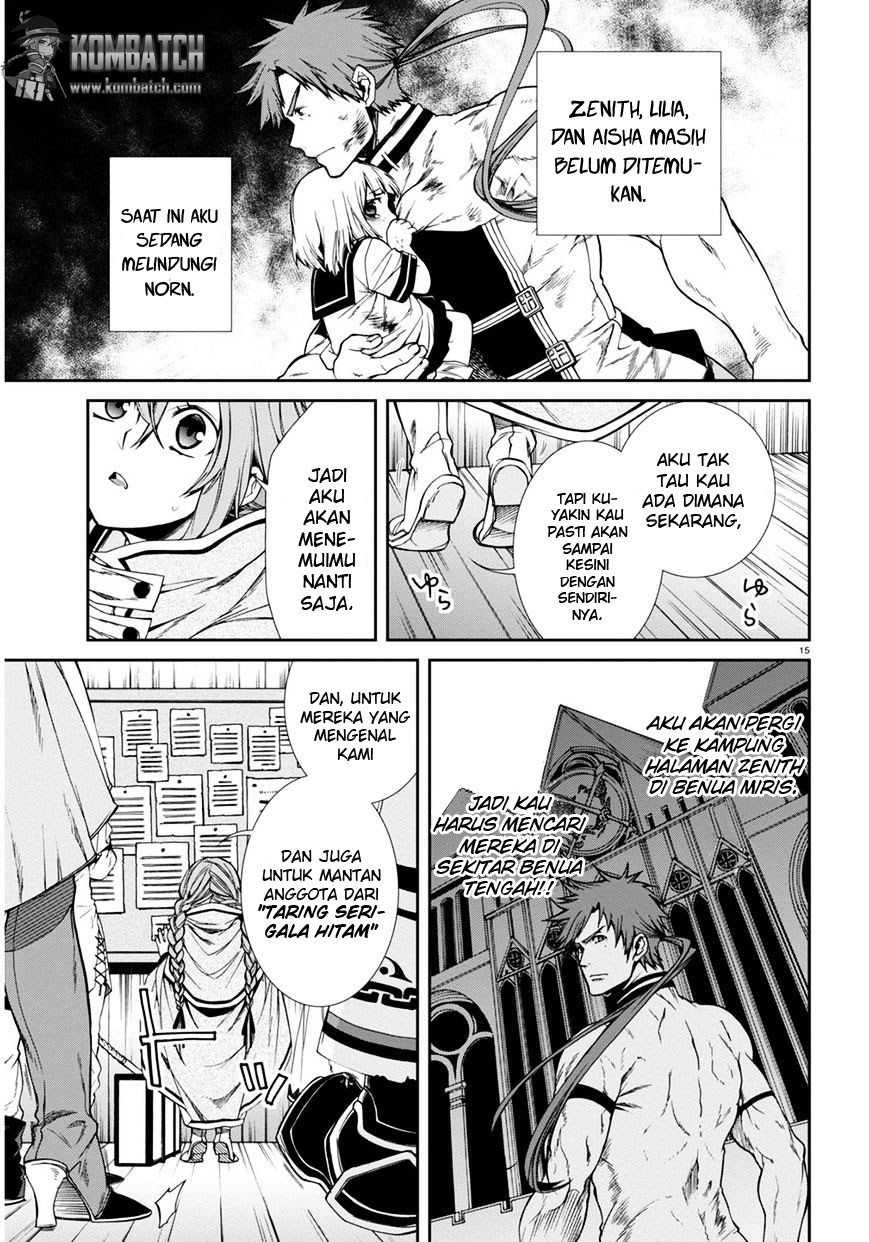 KOMBATCH
www.kombatch.com
ZENITH, LILIA,
DAN AISHA MASIH
BELUM DITEMU-
KAN.
SAAT INI AKU
SEDANG
MELINDUNGI
NORN.
AKU TAK
TAU KAU
ADA DIMANA
SEKARANG,
TAPI KU-
YAKIN KAU
PASTI AKAN
SAMPAI
KESINI
DENGAN
SENDIRI-
NYA.
ゆら
ゆら
JADI
AKU
AKAN
MENE-
MUIMU
NANTI
SAJA.
15
AKU AKAN PERGI
KE KAMPUNG
HALAMAN ZENITH
DI BENUA MIRIS.
JADI KAU
HARUS MENCARI
MEREKA DI
SEKITAR BENUA
TENGAH!!
DAN, UNTUK
MEREKA YANG
MENGENAL
KAMI
DAN JUGA
UNTUK MANTAN
ANGGOTA DARI
"TARING SERI-
GALA HITAM"